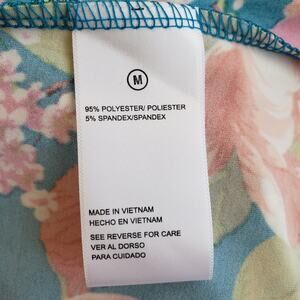 M
95% POLYESTER/ POLIESTER
5% SPANDEX/SPANDEX
MADE IN VIETNAM
HECHO EN VIETNAM
SEE REVERSE FOR CARE
VER AL DORSO
PARA CUIDADO